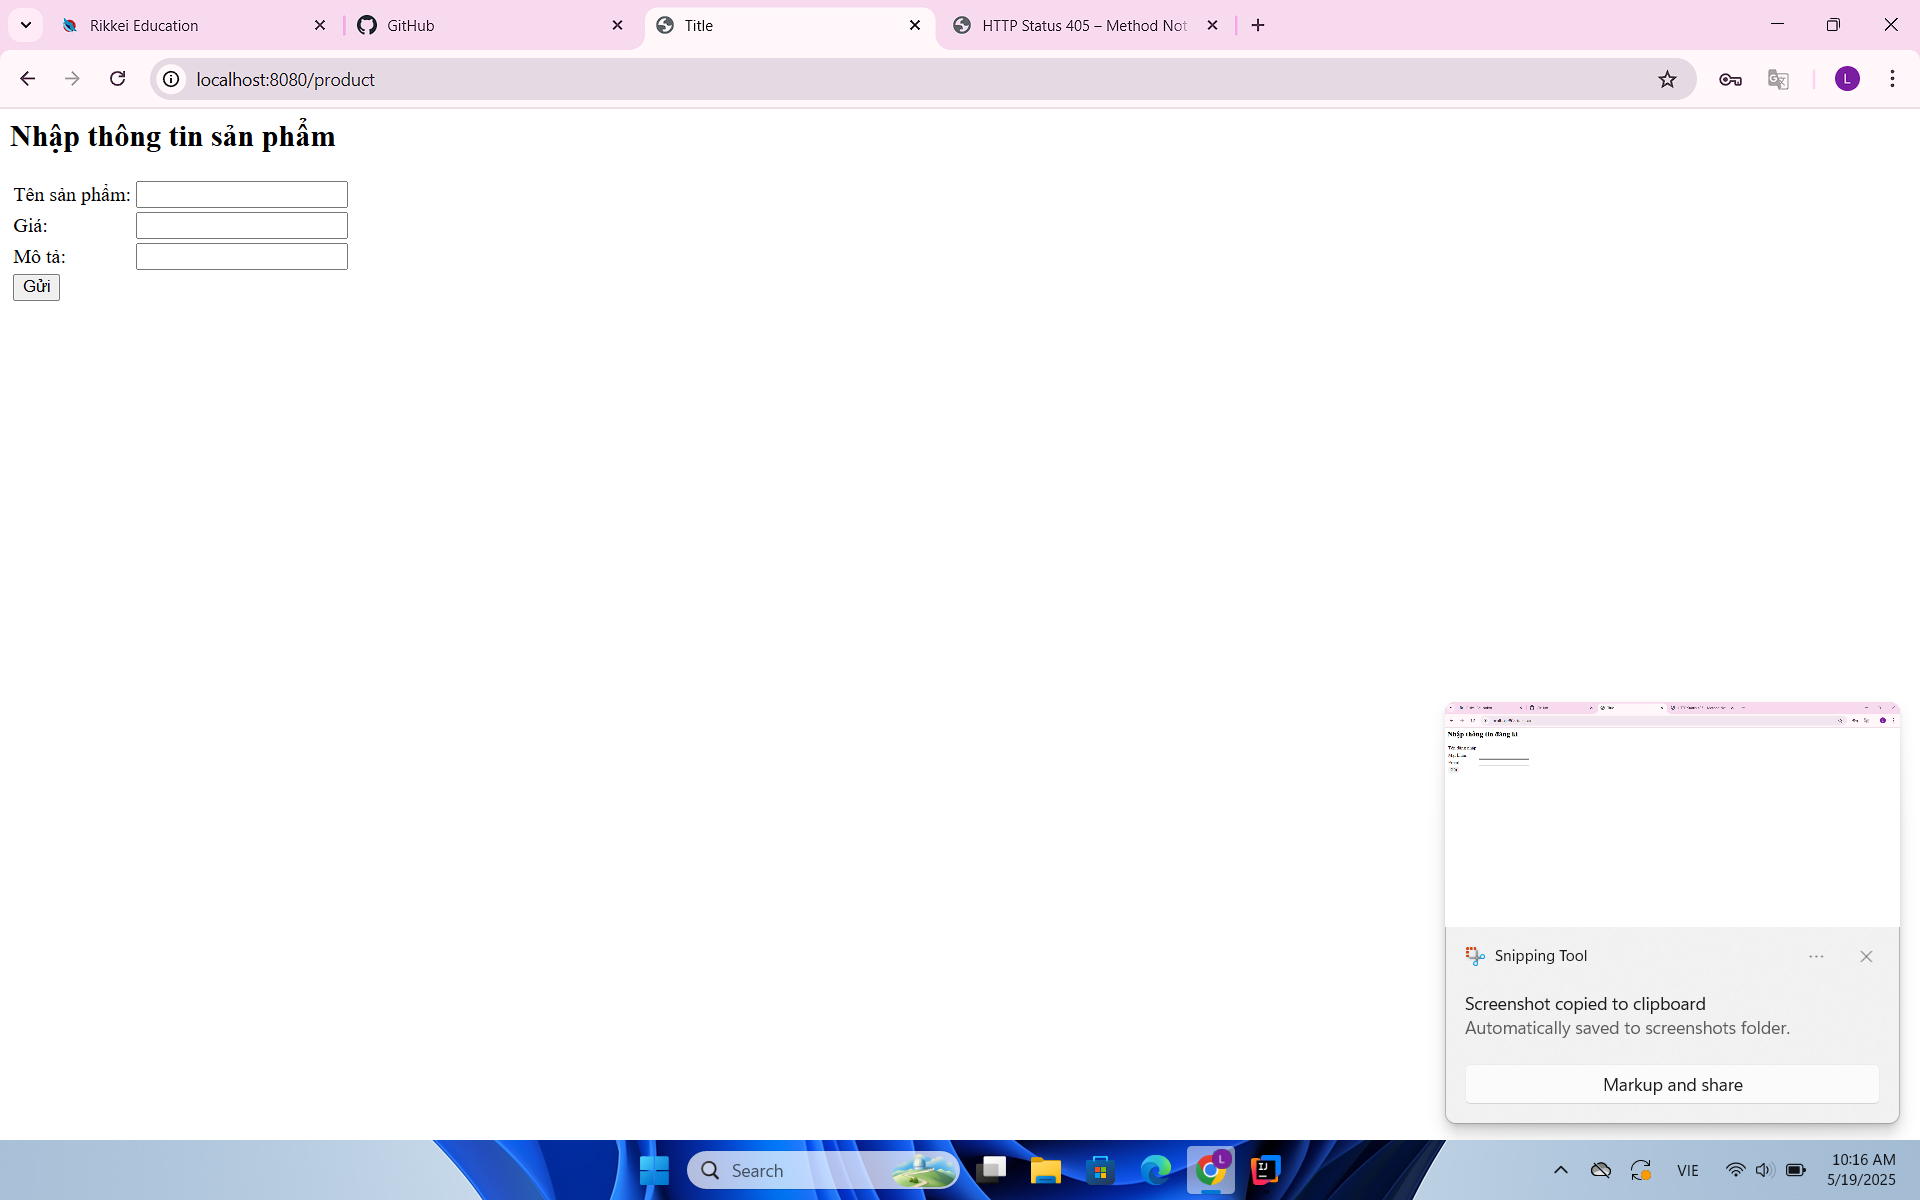 Rikkei Education
GitHub
Title
HTTP Status 405 – Method Not
localhost:8080/product
L
Nhập thông tin sản phẩm
Tên sản phẩm:
Giá:
Mô tả:
Gửi
Nhập thông tin đăng kí
Snipping Tool
Screenshot copied to clipboard
Automatically saved to screenshots folder.
Markup and share
Search
L
VIE
10:16 AM
5/19/2025